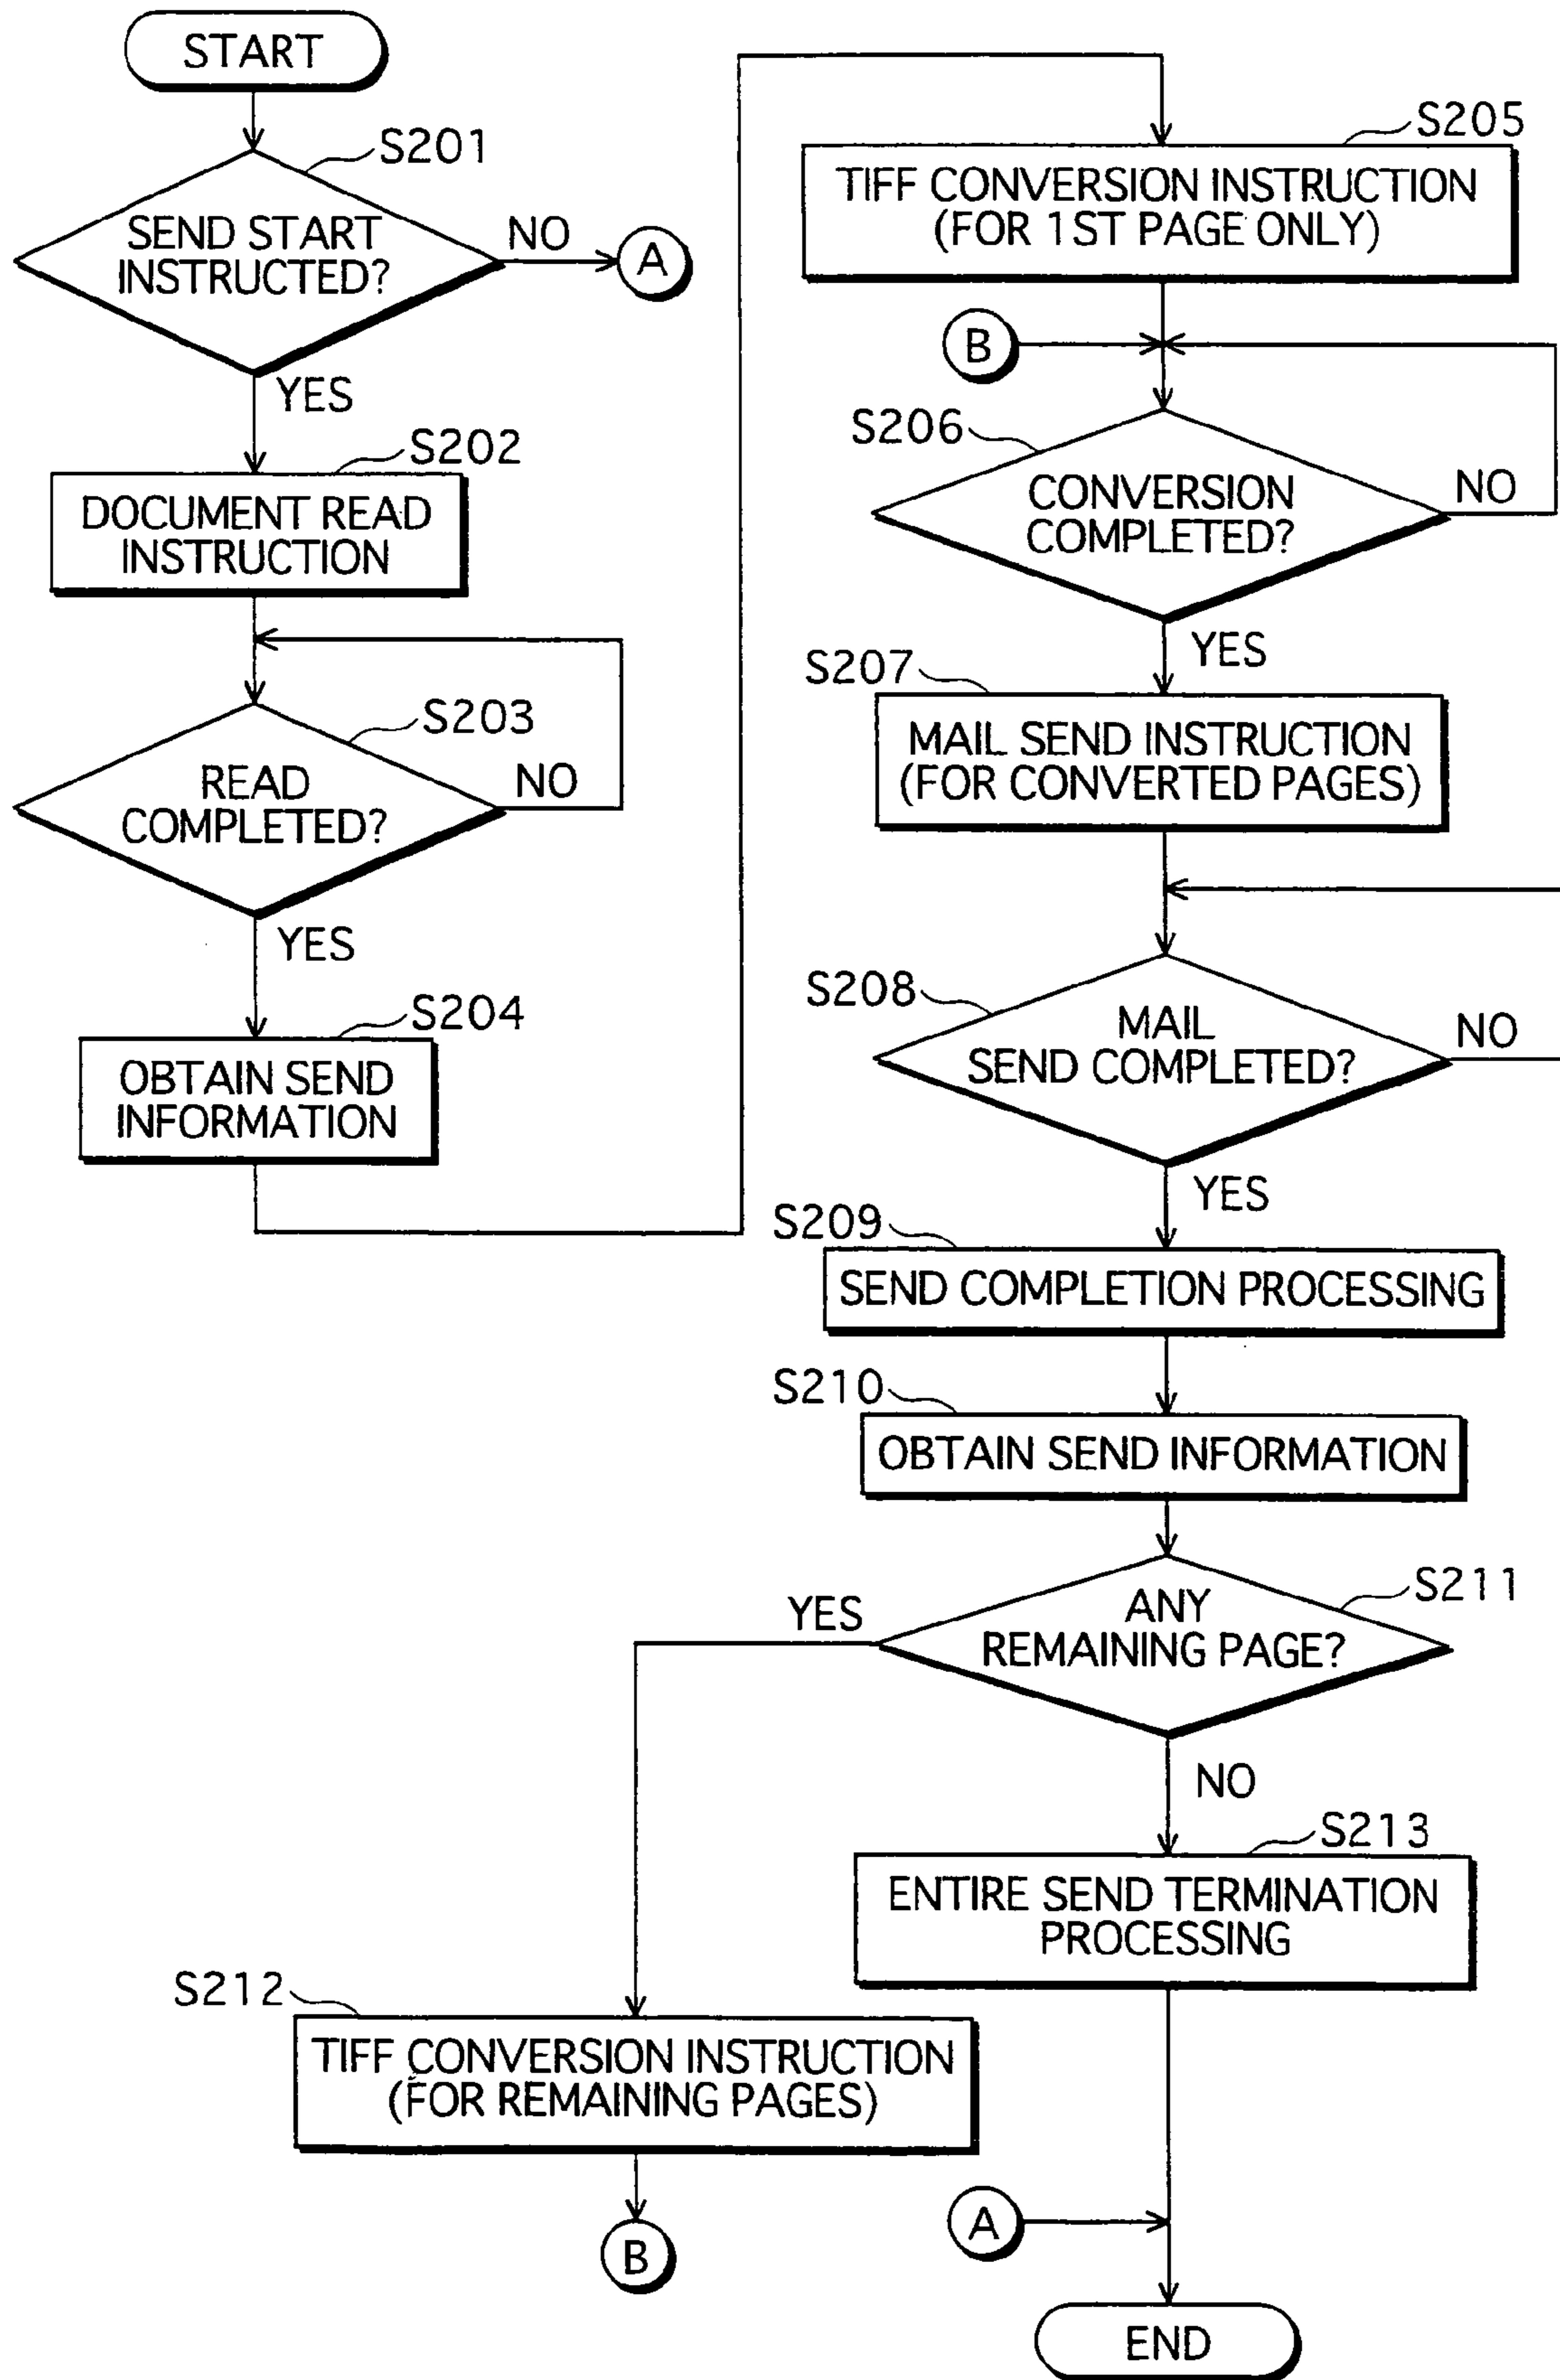 START
S201
SEND START
INSTRUCTED?
NO
A
YES
S202
DOCUMENT READ
INSTRUCTION
S203
READ
COMPLETED?
NO
YES
S204
OBTAIN SEND
INFORMATION
S205
TIFF CONVERSION INSTRUCTION
(FOR 1ST PAGE ONLY)
B
S206
CONVERSION
COMPLETED?
NO
YES
S207
MAIL SEND INSTRUCTION
(FOR CONVERTED PAGES)
S208
MAIL
SEND COMPLETED?
NO
YES
S209
SEND COMPLETION PROCESSING
S210
OBTAIN SEND INFORMATION
S211
ANY
REMAINING PAGE?
YES
NO
S213
ENTIRE SEND TERMINATION
PROCESSING
S212
TIFF CONVERSION INSTRUCTION
(FOR REMAINING PAGES)
B
A
END